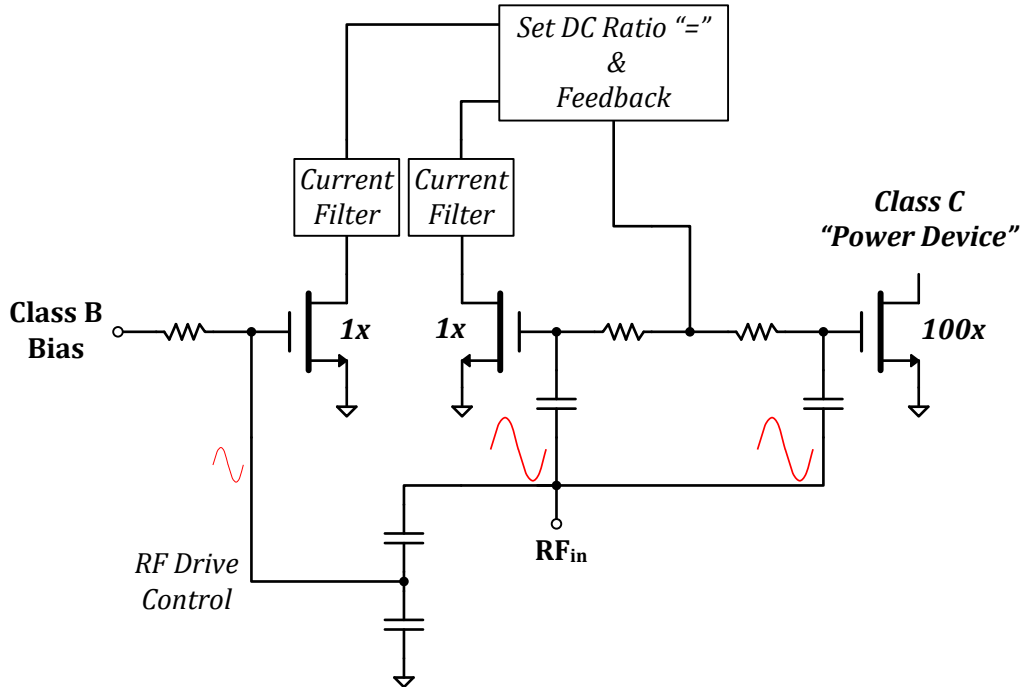 Set DC Ratio “=”
&
Feedback
Current
Filter
Current
Filter
Class C
“Power Device”
Class B
Bias
1x
1x
100x
RFin
RF Drive
Control